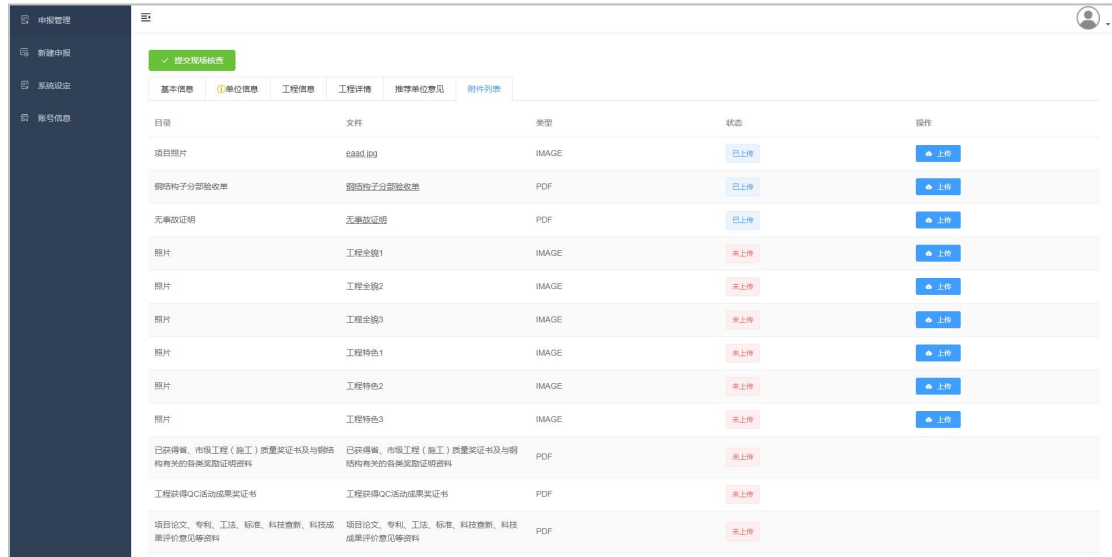 申报管理
新建申报
系统设定
账号信息
提交现场核查
基本信息 单位信息 工程信息 工程详情 推荐单位意见 附件列表
目录 文件 类型 状态 操作
项目照片 eaad.jpg IMAGE 已上传 上传
钢结构子分部验收单 钢结构子分部验收单 PDF 已上传 上传
无事故证明 无事故证明 PDF 已上传 上传
照片 工程全貌1 IMAGE 未上传 上传
照片 工程全貌2 IMAGE 未上传 上传
照片 工程全貌3 IMAGE 未上传 上传
照片 工程特色1 IMAGE 未上传 上传
照片 工程特色2 IMAGE 未上传 上传
照片 工程特色3 IMAGE 未上传 上传
已获得省、市级工程(施工)质量奖证书及与钢结 已获得省、市级工程(施工)质量奖证书及与钢
构有关的各类奖励证明资料 结构有关的各类奖励证明资料 PDF 未上传
工程获得QC活动成果奖证书 工程获得QC活动成果奖证书 PDF 未上传
项目论文、专利、工法、标准、科技查新、科技成 项目论文、专利、工法、标准、科技查新、科技
果评价意见等资料 成果评价意见等资料 PDF 未上传